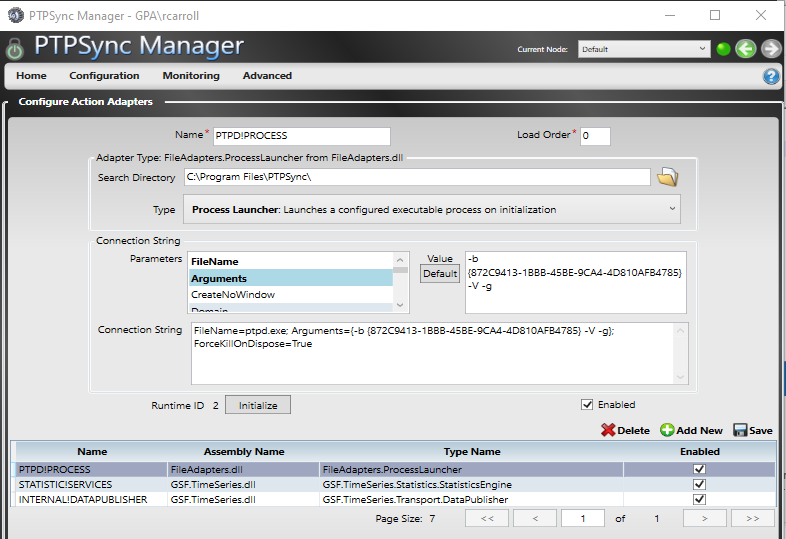 PTPSync Manager - GPA\rcarroll
PTPSync Manager
Current Node: Default
Home Configuration Monitoring Advanced
Configure Action Adapters
Name* PTPD!PROCESS Load Order* 0
Adapter Type: FileAdapters.ProcessLauncher from FileAdapters.dll
Search Directory C:\Program Files\PTPSync\
Type Process Launcher: Launches a configured executable process on initialization
Connection String
Parameters FileName Value -b
Arguments Default {872C9413-1BBB-45BE-9CA4-4D810AFB4785}
CreateNoWindow -V -g
Domain
Connection String FileName=ptpd.exe; Arguments={-b {872C9413-1BBB-45BE-9CA4-4D810AFB4785} -V -g};
ForceKillOnDispose=True
Runtime ID 2 Initialize Enabled
Delete Add New Save
Name Assembly Name Type Name Enabled
PTPD!PROCESS FileAdapters.dll FileAdapters.ProcessLauncher
STATISTIC!SERVICES GSF.TimeSeries.dll GSF.TimeSeries.Statistics.StatisticsEngine
INTERNAL!DATAPUBLISHER GSF.TimeSeries.dll GSF.TimeSeries.Transport.DataPublisher
Page Size: 7 << < 1 of 1 > >>